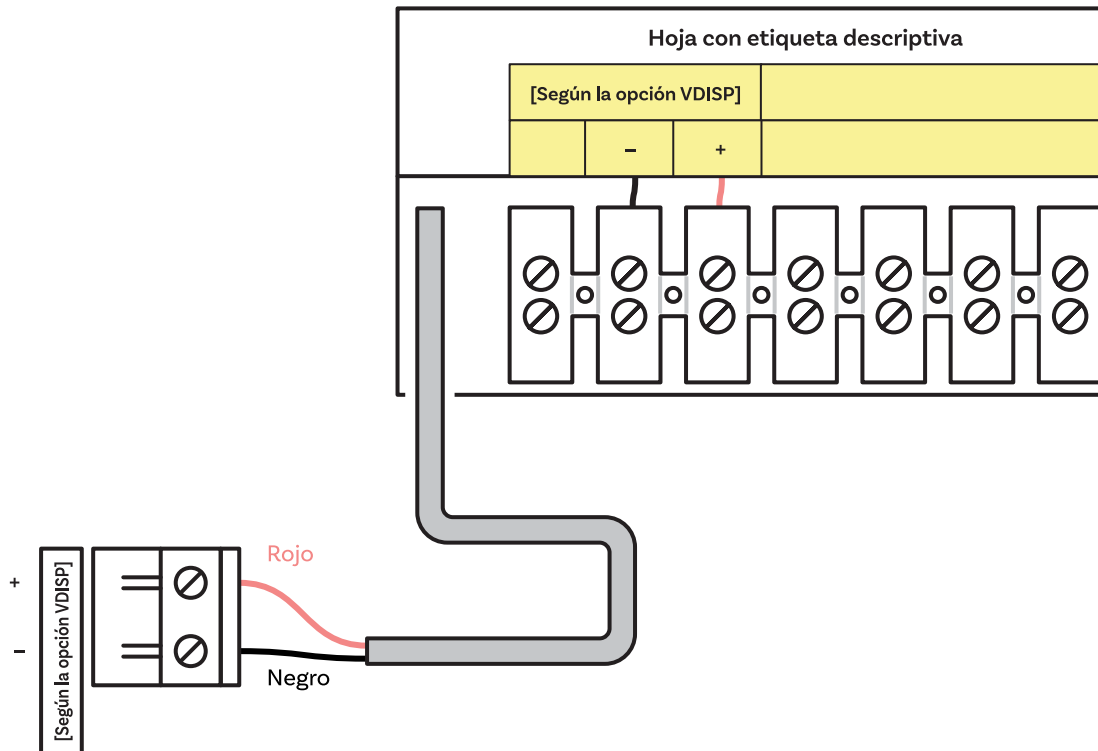 Hoja con etiqueta descriptiva
[Según la opción VDISP]
– +
Rojo
+
[Según la opción VDISP]
–
Negro